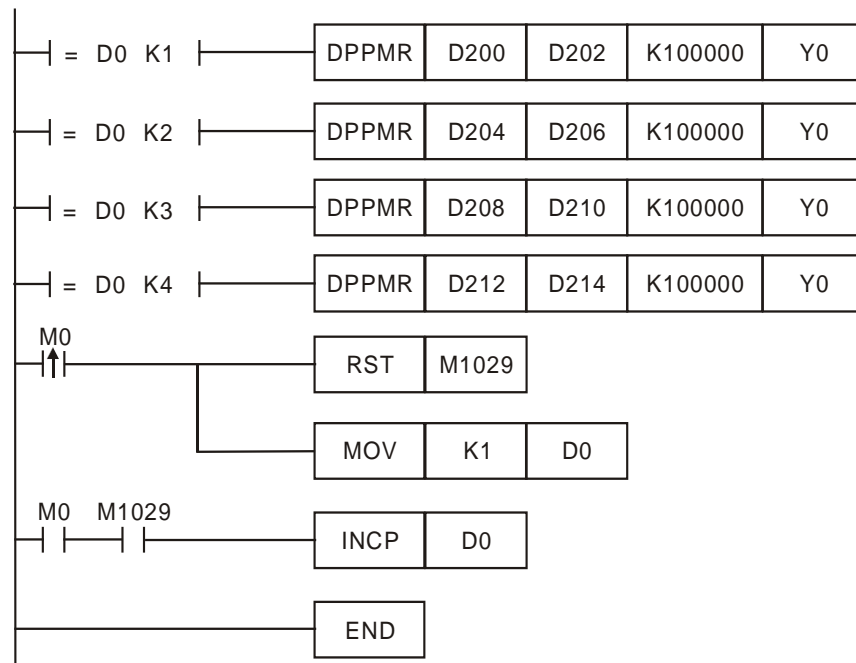 = D0 K1 DPPMR D200 D202 K100000 Y0
= D0 K2 DPPMR D204 D206 K100000 Y0
= D0 K3 DPPMR D208 D210 K100000 Y0
= D0 K4 DPPMR D212 D214 K100000 Y0
M0
RST M1029
MOV K1 D0
M0 M1029
INCP D0
END